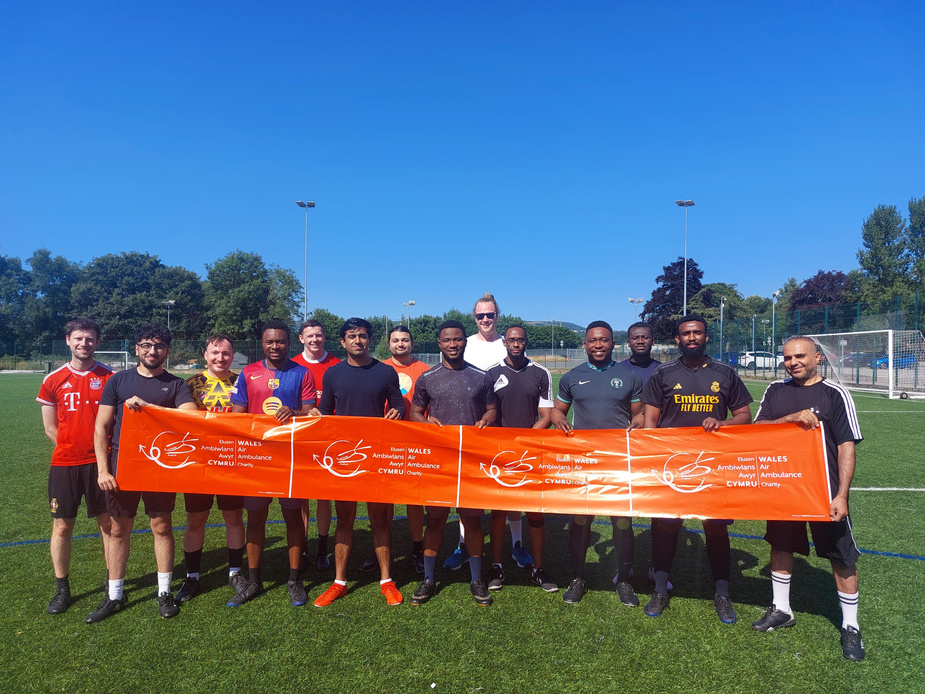 T
Emirates
FLY BETTER
Elusen WALES
Ambiwlans Air
Awyr Ambulance
CYMRU Charity
Elusen WALES
Ambiwlans Air
Awyr Ambulance
CYMRU Charity
Elusen WALES
Ambiwlans Air
Awyr Ambulance
CYMRU Charity
Elusen WALES
Ambiwlans Air
Awyr Ambulance
CYMRU Charity